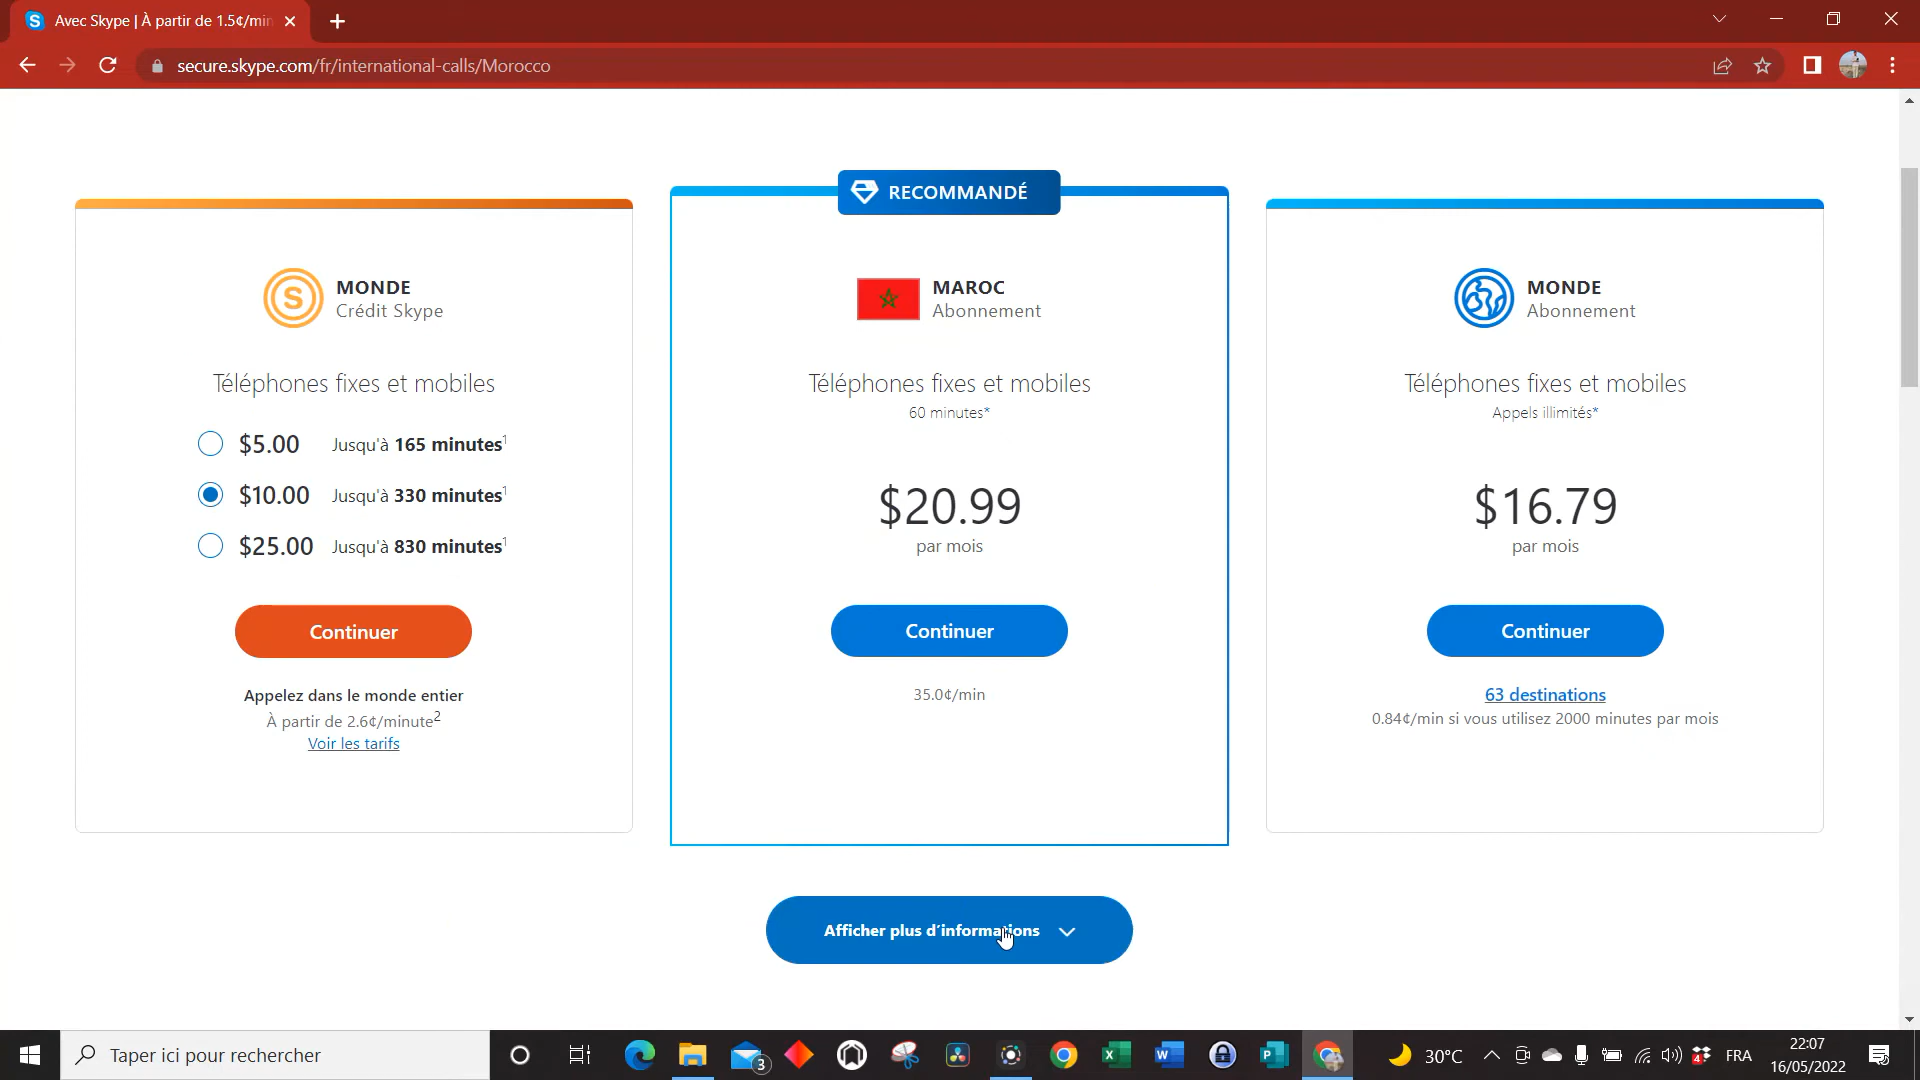 Avec Skype | À partir de 1.5¢/min
secure.skype.com/fr/international-calls/Morocco
RECOMMANDÉ
MONDE
Crédit Skype
Téléphones fixes et mobiles
$5.00 Jusqu'à 165 minutes¹
$10.00 Jusqu'à 330 minutes¹
$25.00 Jusqu'à 830 minutes¹
Continuer
Appelez dans le monde entier
À partir de 2.6¢/minute²
Voir les tarifs
MAROC
Abonnement
Téléphones fixes et mobiles
60 minutes*
$20.99
par mois
Continuer
35.0¢/min
MONDE
Abonnement
Téléphones fixes et mobiles
Appels illimités*
$16.79
par mois
Continuer
63 destinations
0.84¢/min si vous utilisez 2000 minutes par mois
Afficher plus d'informations
Taper ici pour rechercher
3
30°C
4
FRA
22:07
16/05/2022